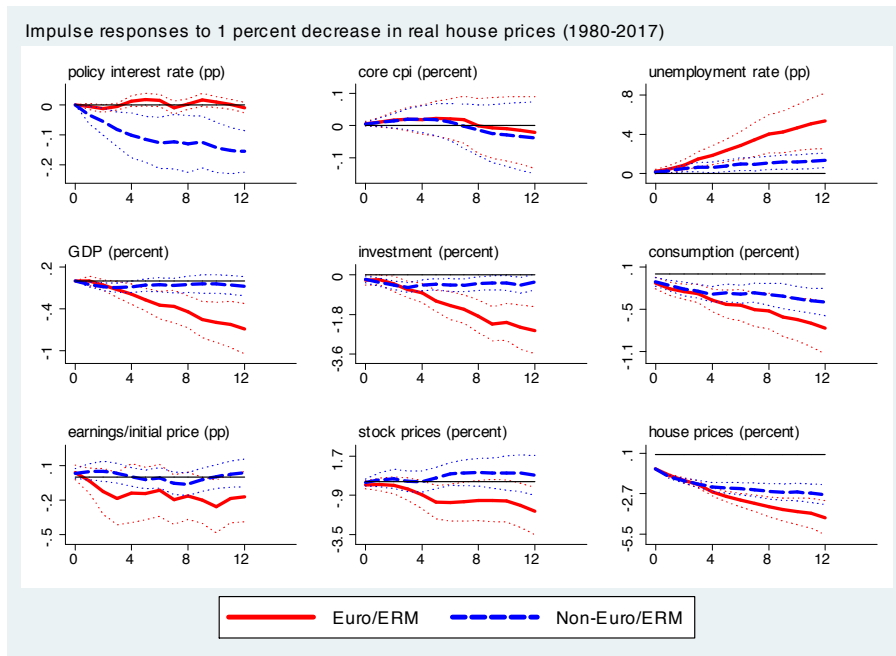 Impulse responses to 1 percent decrease in real house prices (1980-2017)
policy interest rate (pp)
0
-.1
-.2
0 4 8 12
core cpi (percent)
.1
0
-.1
0 4 8 12
unemployment rate (pp)
.8
.4
0
0 4 8 12
GDP (percent)
.2
-.4
-1
0 4 8 12
investment (percent)
0
-1.8
-3.6
0 4 8 12
consumption (percent)
.1
-.5
-1.1
0 4 8 12
earnings/initial price (pp)
.1
-.2
-.5
0 4 8 12
stock prices (percent)
1.7
-.9
-3.5
0 4 8 12
house prices (percent)
.1
-2.7
-5.5
0 4 8 12
Euro/ERM
Non-Euro/ERM